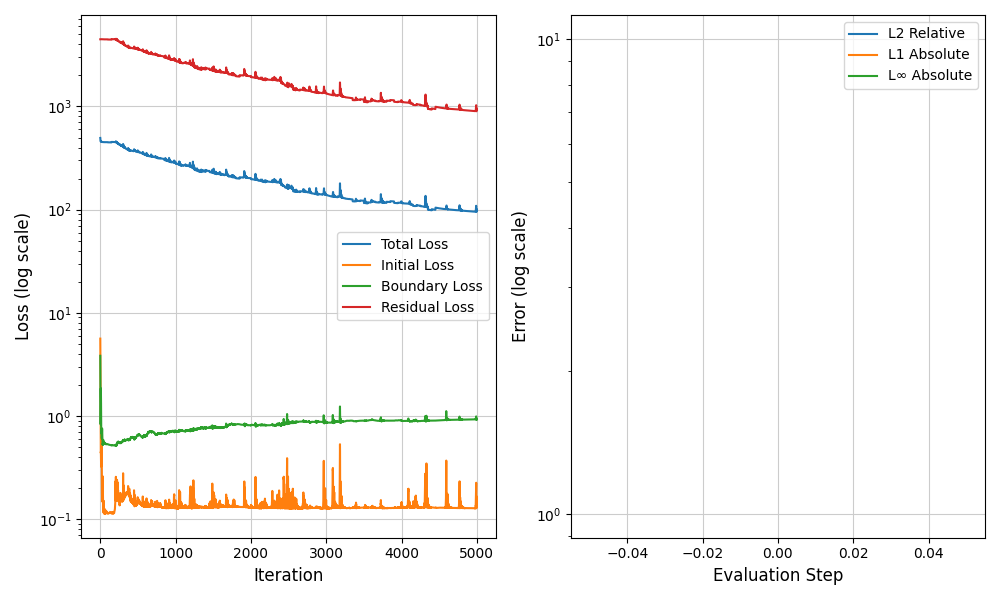 Loss (log scale)
10³
10²
10¹
10⁰
10⁻¹
0
1000
2000
3000
4000
5000
Iteration
Total Loss
Initial Loss
Boundary Loss
Residual Loss
Error (log scale)
10¹
10⁰
−0.04
−0.02
0.00
0.02
0.04
Evaluation Step
L2 Relative
L1 Absolute
L∞ Absolute